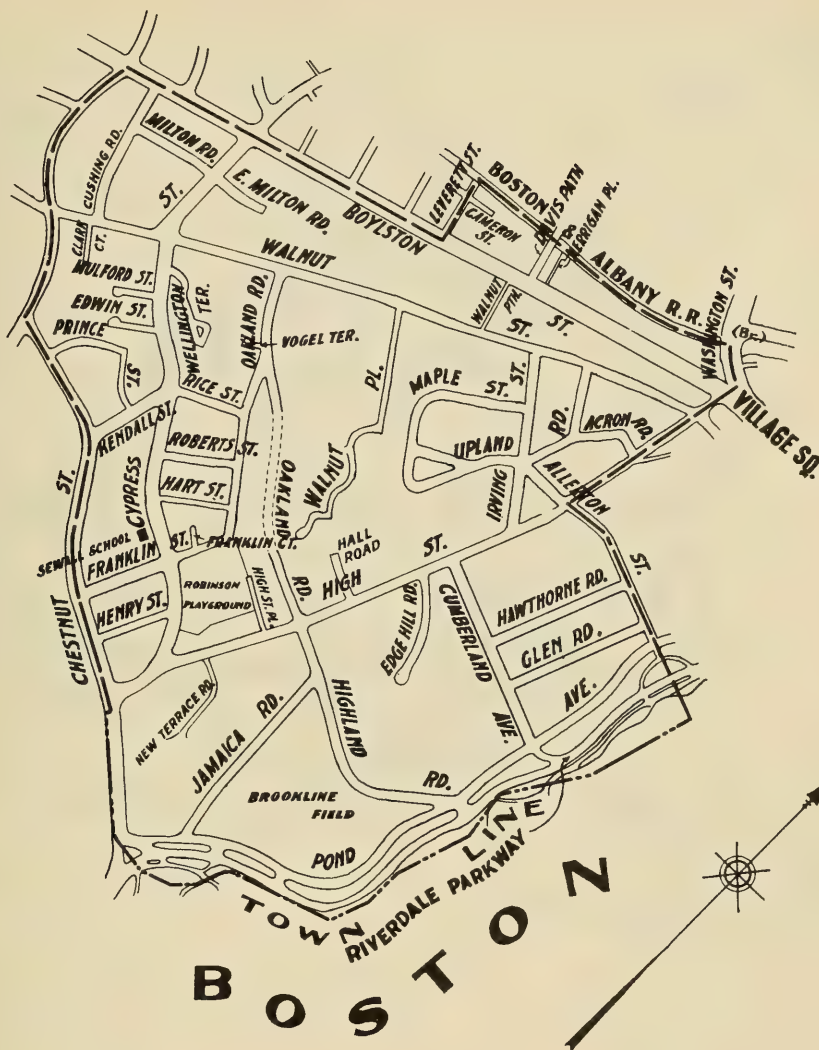 MILTON RD.
CUSHING RD.
ST.
E. MILTON RD.
BOYLSTON
LEVERETT ST.
BOSTON
DAVIS PATH
KERRIGAN PL.
CAMERON
ST.
&
ALBANY R.R.
WASHINGTON ST.
(Br.)
VILLAGE SQ.
CLARK
CT.
WALNUT
WALNUT
PTH.
ST.
ST.
MULFORD ST.
EDWIN ST.
PRINCE
ST.
WELLINGTON
TER.
OAKLAND RD.
VOGEL TER.
RICE ST.
PL.
MAPLE
ST.
ST.
RD.
ACRON RD.
UPLAND
KENDALL ST.
ROBERTS ST.
HART ST.
CYPRESS
OAKLAND
WALNUT
IRVING
ALLERTON
ST.
ST.
SEWALL SCHOOL
FRANKLIN
ST.
FRANKLIN CT.
HALL
ROAD
ST.
HENRY ST.
ROBINSON
PLAYGROUND
HIGH ST. PL.
RD.
HIGH
CHESTNUT
EDGE HILL RD.
CUMBERLAND
AVE.
HAWTHORNE RD.
GLEN RD.
AVE.
NEW TERRACE RD.
JAMAICA RD.
HIGHLAND
RD.
BROOKLINE
FIELD
POND
TOWN LINE
RIVERDALE PARKWAY
BOSTON